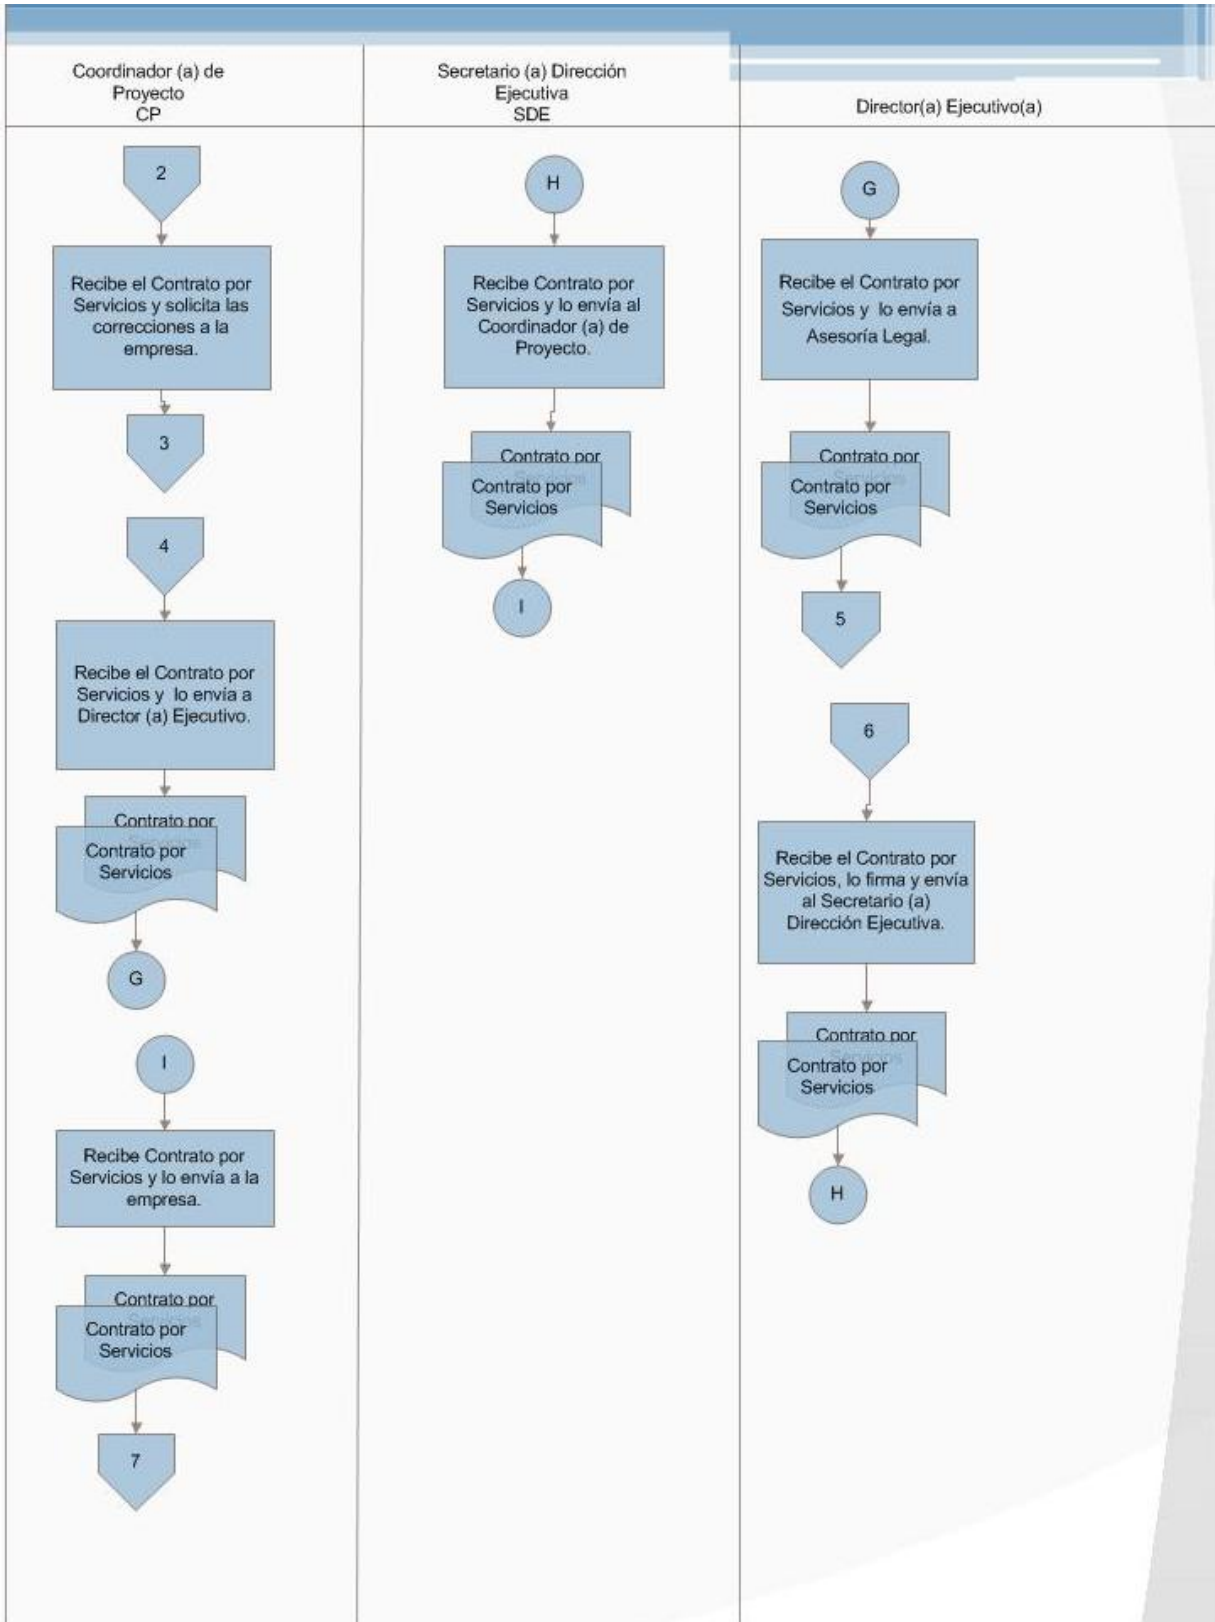 Coordinador (a) de
Proyecto
CP
Secretario (a) Dirección
Ejecutiva
SDE
Director(a) Ejecutivo(a)
2
Recibe el Contrato por
Servicios y solicita las
correcciones a la
empresa.
3
4
Recibe el Contrato por
Servicios y  lo envía a
Director (a) Ejecutivo.
Contrato por
Servicios
Contrato por
Servicios
G
I
Recibe Contrato por
Servicios y lo envía a la
empresa.
Contrato por
Servicios
Contrato por
Servicios
7
H
Recibe Contrato por
Servicios y lo envía al
Coordinador (a) de
Proyecto.
Contrato por
Servicios
Contrato por
Servicios
I
G
Recibe el Contrato por
Servicios y  lo envía a
Asesoría Legal.
Contrato por
Servicios
Contrato por
Servicios
5
6
Recibe el Contrato por
Servicios, lo firma y envía
al Secretario (a)
Dirección Ejecutiva.
Contrato por
Servicios
Contrato por
Servicios
H